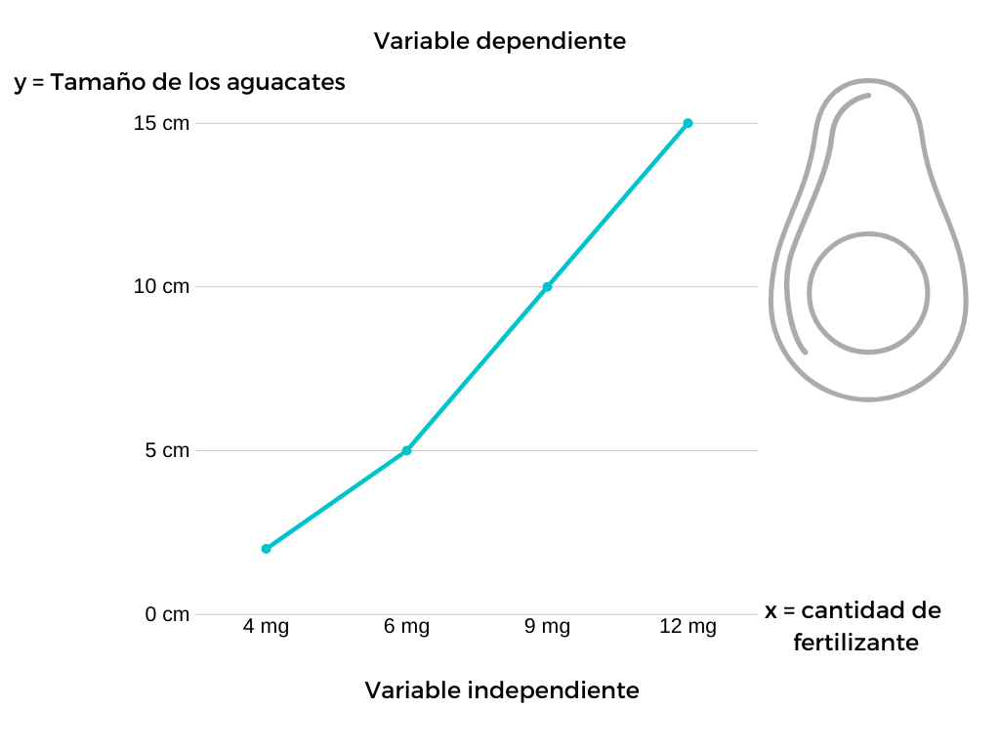 Variable dependiente
y = Tamaño de los aguacates
15 cm
10 cm
5 cm
0 cm
4 mg
6 mg
9 mg
12 mg
x = cantidad de
fertilizante
Variable independiente